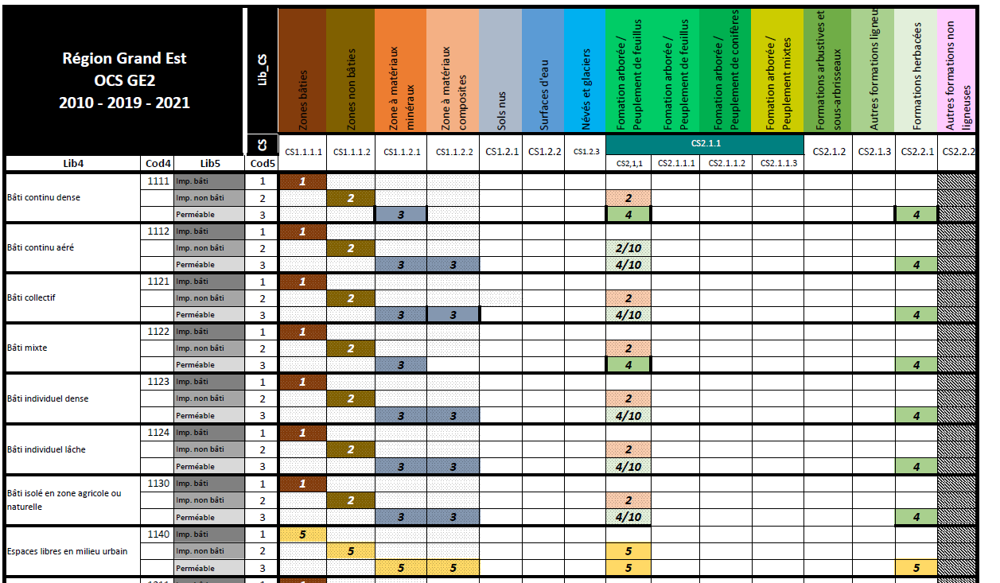 Région Grand Est
OCS GE2
2010 - 2019 - 2021
Lib_CS
Zones bâties
Zones non bâties
Zone à matériaux
minéraux
Zone à matériaux
composites
Sols nus
Surfaces d'eau
Névés et glaciers
Fomation arborée /
Peuplement de feuillus
Fomation arborée /
Peuplement de feuillus
Fomation arborée /
Peuplement de conifères
Fomation arborée /
Peuplement mixtes
Formations arbustives et
sous-arbrisseaux
Autres formations ligneu
Formations herbacées
Autres formations non
ligneuses
CS
CS1.1.1.1 CS1.1.1.2 CS1.1.2.1 CS1.1.2.2 CS1.2.1 CS1.2.2 CS1.2.3 CS2.1.1 CS2.1.2 CS2.1.3 CS2.2.1 CS2.2.2
Lib4 Cod4 Lib5 Cod5 CS2,1,1 CS2.1.1.1 CS2.1.1.2 CS2.1.1.3
Bâti continu dense
1111 Imp. bâti 1 1
Imp. non bâti 2 2 2
Perméable 3 3 4 4
Bâti continu aéré
1112 Imp. bâti 1 1
Imp. non bâti 2 2 2/10
Perméable 3 3 3 4/10 4
Bâti collectif
1121 Imp. bâti 1 1
Imp. non bâti 2 2 2
Perméable 3 3 3 4/10 4
Bâti mixte
1122 Imp. bâti 1 1
Imp. non bâti 2 2 2
Perméable 3 3 4 4
Bâti individuel dense
1123 Imp. bâti 1 1
Imp. non bâti 2 2 2
Perméable 3 3 3 4/10 4
Bâti individuel lâche
1124 Imp. bâti 1 1
Imp. non bâti 2 2 2
Perméable 3 3 3 4/10 4
Bâti isolé en zone agricole ou
naturelle
1130 Imp. bâti 1 1
Imp. non bâti 2 2 2
Perméable 3 3 3 4/10 4
Espaces libres en milieu urbain
1140 Imp. bâti 1 5
Imp. non bâti 2 5 5
Perméable 3 5 5 5 5